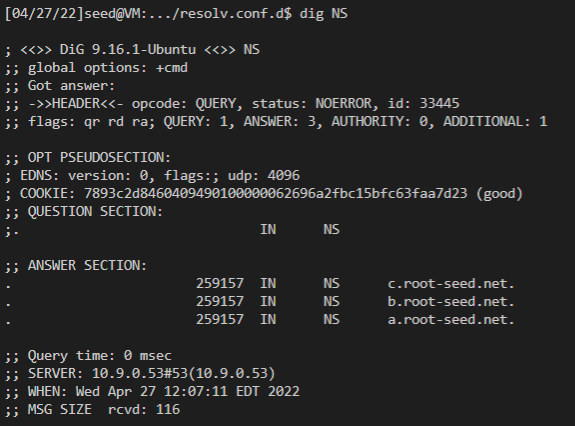 [04/27/22]seed@VM:.../resolv.conf.d$ dig NS
; <<>> DiG 9.16.1-Ubuntu <<>> NS
;; global options: +cmd
;; Got answer:
;; ->>HEADER<<- opcode: QUERY, status: NOERROR, id: 33445
;; flags: qr rd ra; QUERY: 1, ANSWER: 3, AUTHORITY: 0, ADDITIONAL: 1
;; OPT PSEUDOSECTION:
; EDNS: version: 0, flags:; udp: 4096
; COOKIE: 7893c2d8460409490100000062696a2fbc15bfc63faa7d23 (good)
;; QUESTION SECTION:
;. IN NS
;; ANSWER SECTION:
. 259157 IN NS c.root-seed.net.
. 259157 IN NS b.root-seed.net.
. 259157 IN NS a.root-seed.net.
;; Query time: 0 msec
;; SERVER: 10.9.0.53#53(10.9.0.53)
;; WHEN: Wed Apr 27 12:07:11 EDT 2022
;; MSG SIZE rcvd: 116